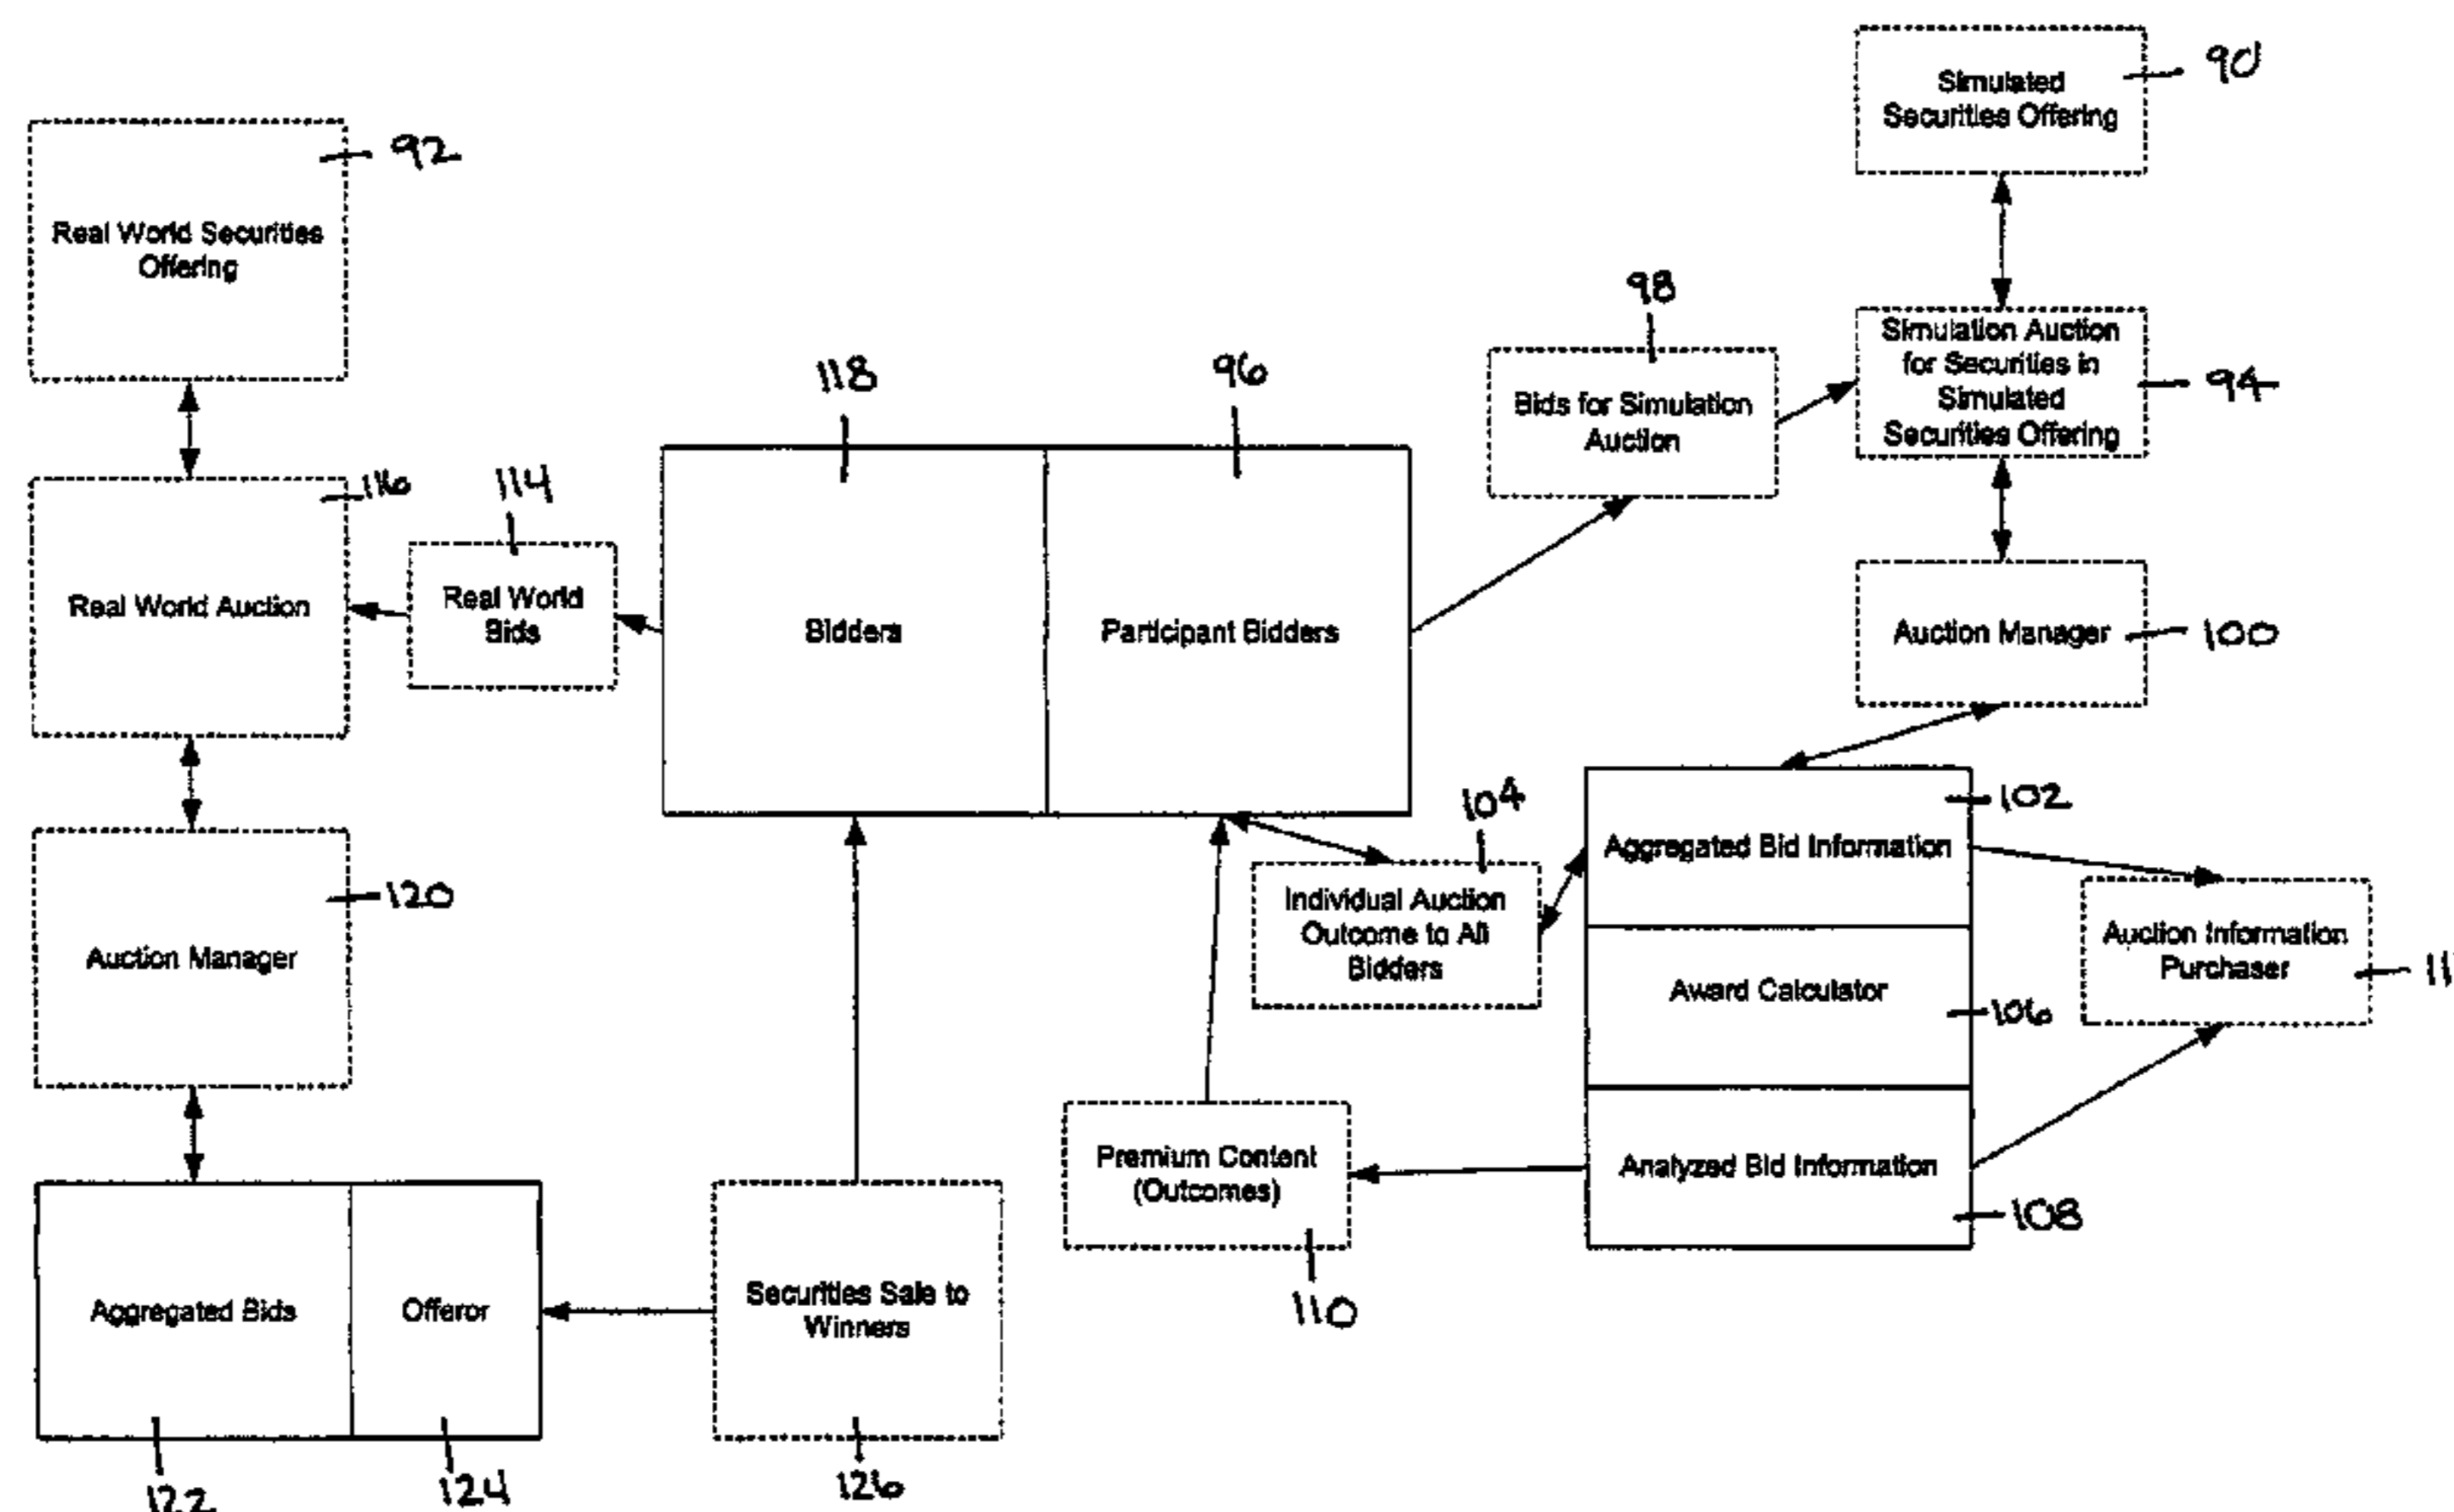 Simulated
Securities Offering
90
Real World Securities
Offering
92
98
Simulation Auction
for Securities in
Simulated
Securities Offering
94
118
96
Bids for Simulation
Auction
116
114
Real World Auction
Real World
Bids
Bidders
Participant Bidders
Auction Manager
100
104
102
Aggregated Bid Information
120
Individual Auction
Outcome to All
Bidders
Auction Information
Purchaser
11
Auction Manager
Award Calculator
106
Premium Content
(Outcomes)
Analyzed Bid Information
108
110
Aggregated Bids
Offeror
Securities Sale to
Winners
122
124
126